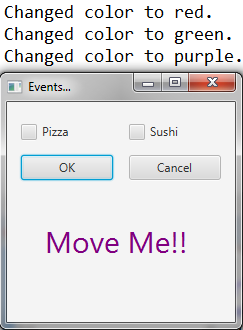 Changed color to red.
Changed color to green.
Changed color to purple.
Events...
Pizza Sushi
OK Cancel
Move Me!!